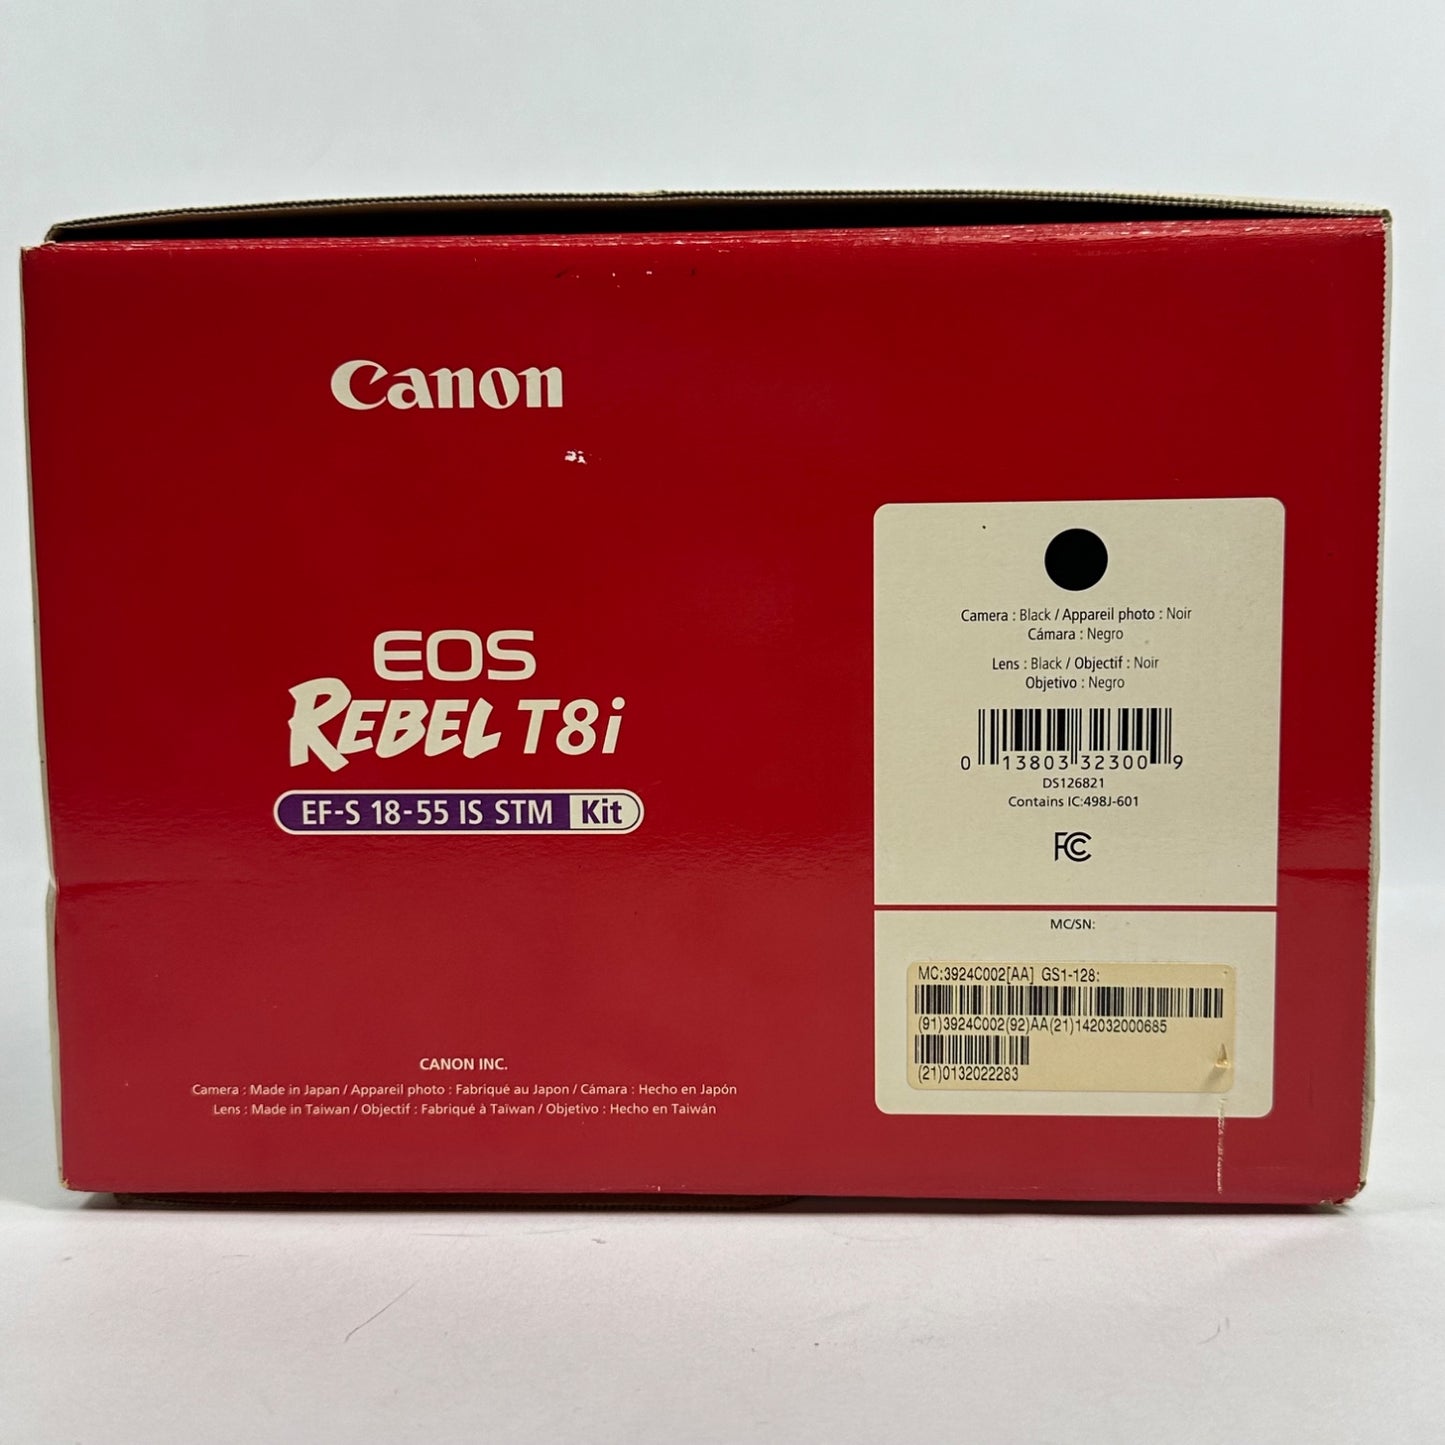 Canon
EOS
REBEL T8i
EF-S 18-55 IS STM Kit
CANON INC.
Camera : Made in Japan / Appareil photo : Fabriqué au Japon / Cámara : Hecho en Japón
Lens : Made in Taiwan / Objectif : Fabriqué à Taïwan / Objetivo : Hecho en Taiwán
Camera : Black / Appareil photo : Noir
Cámara : Negro
Lens : Black / Objectif : Noir
Objetivo : Negro
0 13803 32300 9
DS126821
Contains IC:498J-601
FC
MC/SN:
MC:3924C002[AA] GS1-128:
(91)3924C002(92)AA(21)142032000685
(21)0132022283